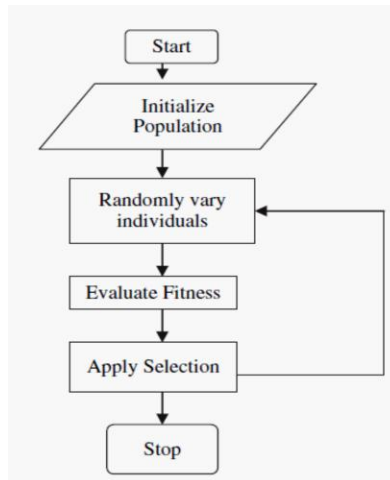 Start
Initialize
Population
Randomly vary
individuals
Evaluate Fitness
Apply Selection
Stop